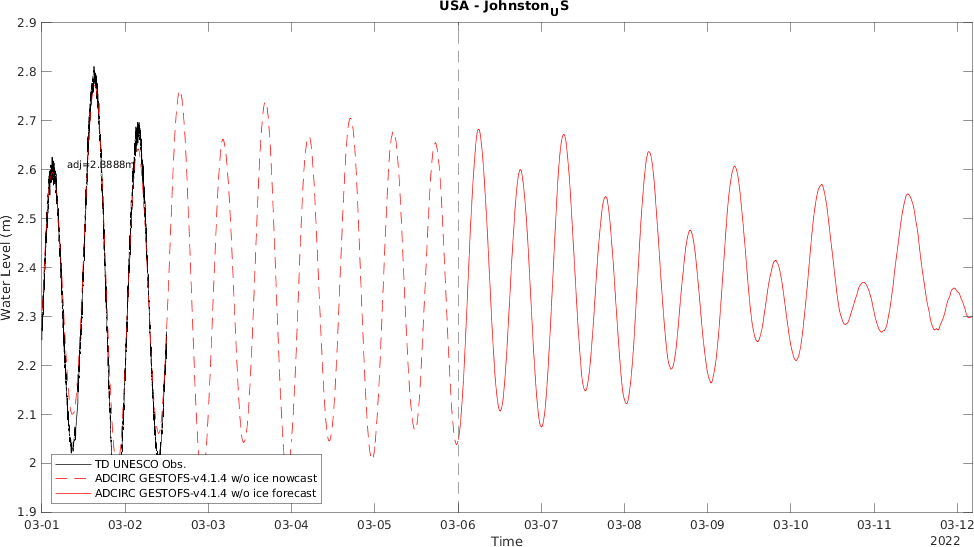 USA - Johnston_US
2.9
2.8
2.7
2.6
2.5
2.4
2.3
2.2
2.1
2
1.9
Water Level (m)
adj=2.3888m
TD UNESCO Obs.
ADCIRC GESTOFS-v4.1.4 w/o ice nowcast
ADCIRC GESTOFS-v4.1.4 w/o ice forecast
03-01 03-02 03-03 03-04 03-05 03-06 03-07 03-08 03-09 03-10 03-11 03-12
Time
2022